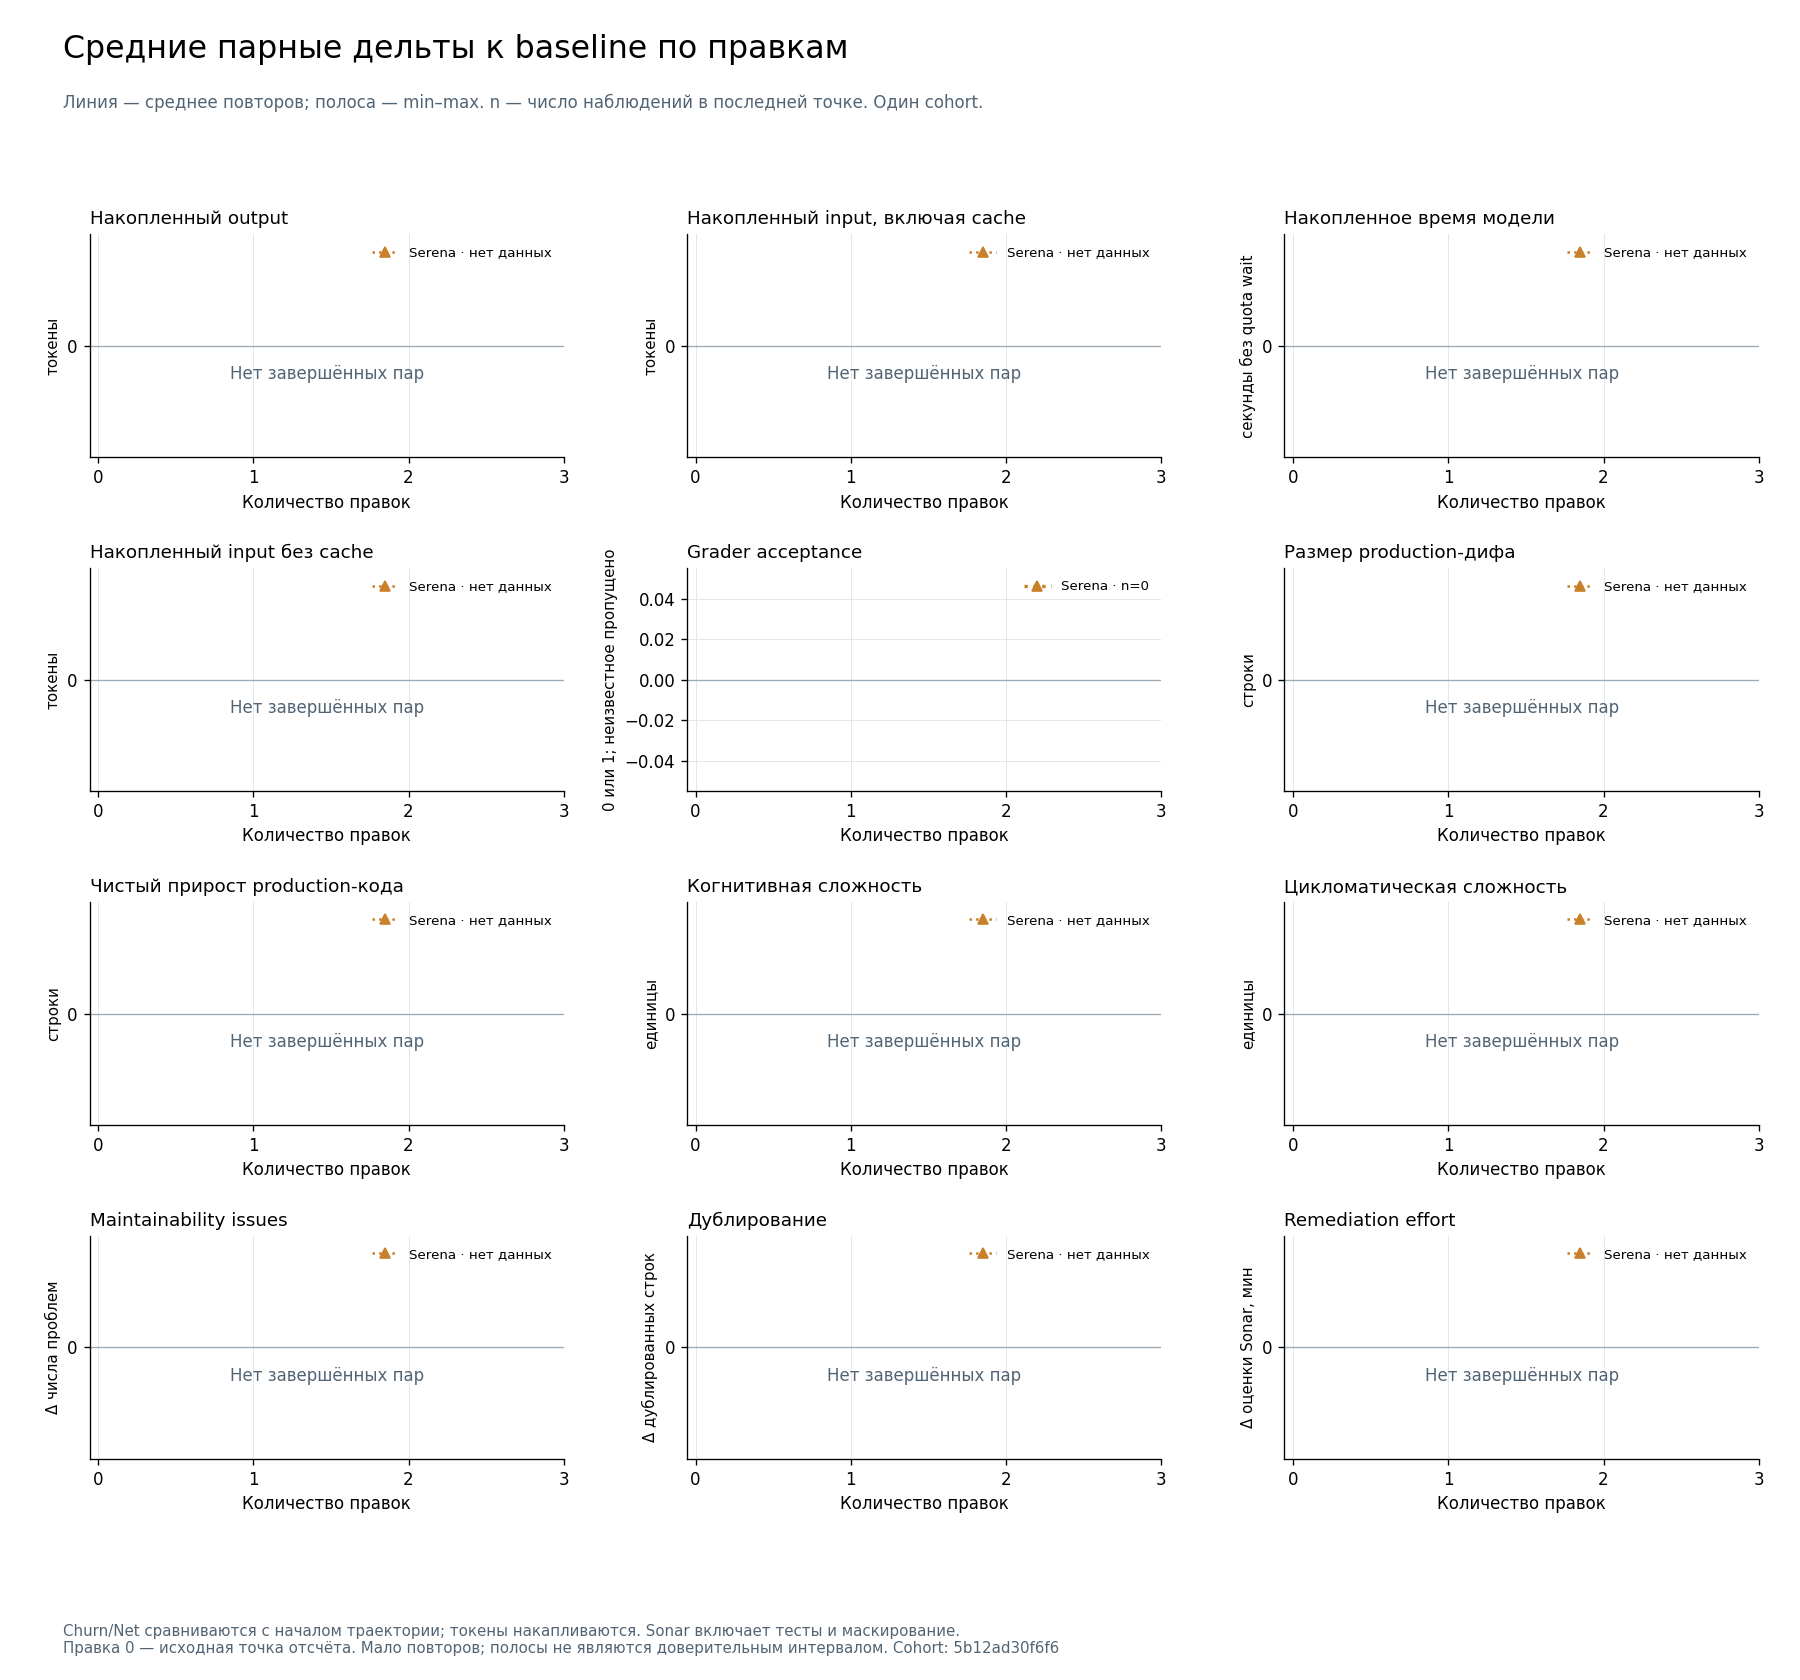 Средние парные дельты к baseline по правкам
Линия — среднее повторов; полоса — min–max. n — число наблюдений в последней точке. Один cohort.
Накопленный output
Serena · нет данных
токены
0
Нет завершённых пар
0 1 2 3
Количество правок
Накопленный input, включая cache
Serena · нет данных
токены
0
Нет завершённых пар
0 1 2 3
Количество правок
Накопленное время модели
Serena · нет данных
секунды без quota wait
0
Нет завершённых пар
0 1 2 3
Количество правок
Накопленный input без cache
Serena · нет данных
токены
0
Нет завершённых пар
0 1 2 3
Количество правок
Grader acceptance
Serena · n=0
0 или 1; неизвестное пропущено
0.04
0.02
0.00
−0.02
−0.04
0 1 2 3
Количество правок
Размер production-дифа
Serena · нет данных
строки
0
Нет завершённых пар
0 1 2 3
Количество правок
Чистый прирост production-кода
Serena · нет данных
строки
0
Нет завершённых пар
0 1 2 3
Количество правок
Когнитивная сложность
Serena · нет данных
единицы
0
Нет завершённых пар
0 1 2 3
Количество правок
Цикломатическая сложность
Serena · нет данных
единицы
0
Нет завершённых пар
0 1 2 3
Количество правок
Maintainability issues
Serena · нет данных
Δ числа проблем
0
Нет завершённых пар
0 1 2 3
Количество правок
Дублирование
Serena · нет данных
Δ дублированных строк
0
Нет завершённых пар
0 1 2 3
Количество правок
Remediation effort
Serena · нет данных
Δ оценки Sonar, мин
0
Нет завершённых пар
0 1 2 3
Количество правок
Churn/Net сравниваются с началом траектории; токены накапливаются. Sonar включает тесты и маскирование.
Правка 0 — исходная точка отсчёта. Мало повторов; полосы не являются доверительным интервалом. Cohort: 5b12ad30f6f6